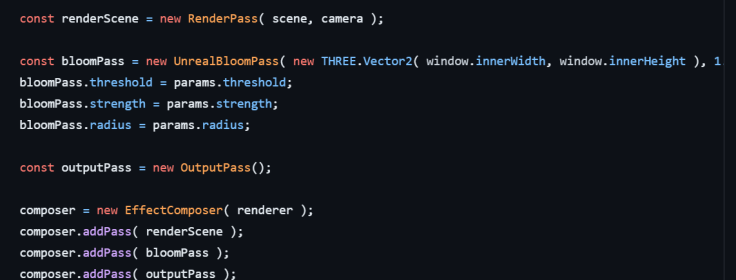 const renderScene = new RenderPass( scene, camera );
const bloomPass = new UnrealBloomPass( new THREE.Vector2( window.innerWidth, window.innerHeight ), 1
bloomPass.threshold = params.threshold;
bloomPass.strength = params.strength;
bloomPass.radius = params.radius;
const outputPass = new OutputPass();
composer = new EffectComposer( renderer );
composer.addPass( renderScene );
composer.addPass( bloomPass );
composer.addPass( outputPass );